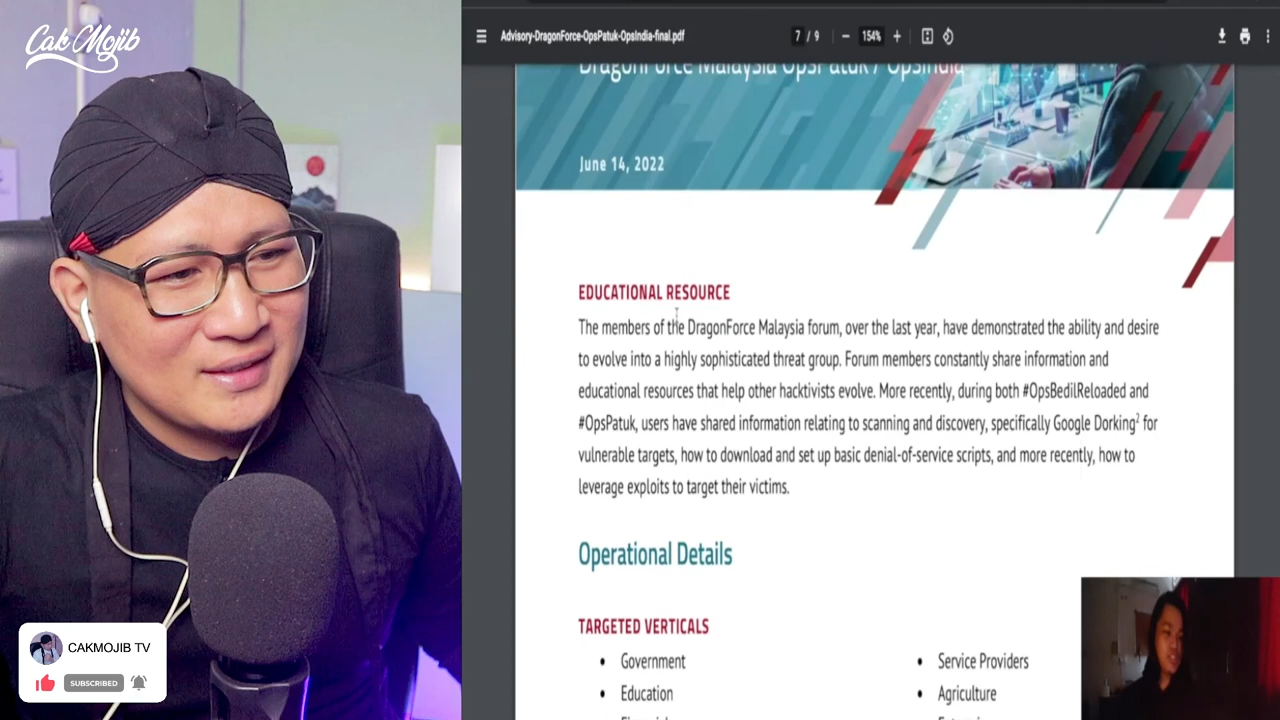 Cak Mojib
Advisory-DragonForce-OpsPatuk-OpsIndia-final.pdf
7 / 9
154%
DragonForce Malaysia OpsPatuk / OpsIndia
June 14, 2022
EDUCATIONAL RESOURCE
The members of the DragonForce Malaysia forum, over the last year, have demonstrated the ability and desire
to evolve into a highly sophisticated threat group. Forum members constantly share information and
educational resources that help other hacktivists evolve. More recently, during both #OpsBedilReloaded and
#OpsPatuk, users have shared information relating to scanning and discovery, specifically Google Dorking2 for
vulnerable targets, how to download and set up basic denial-of-service scripts, and more recently, how to
leverage exploits to target their victims.
Operational Details
TARGETED VERTICALS
• Government
• Education
• Service Providers
• Agriculture
CAKMOJIB TV
SUBSCRIBED